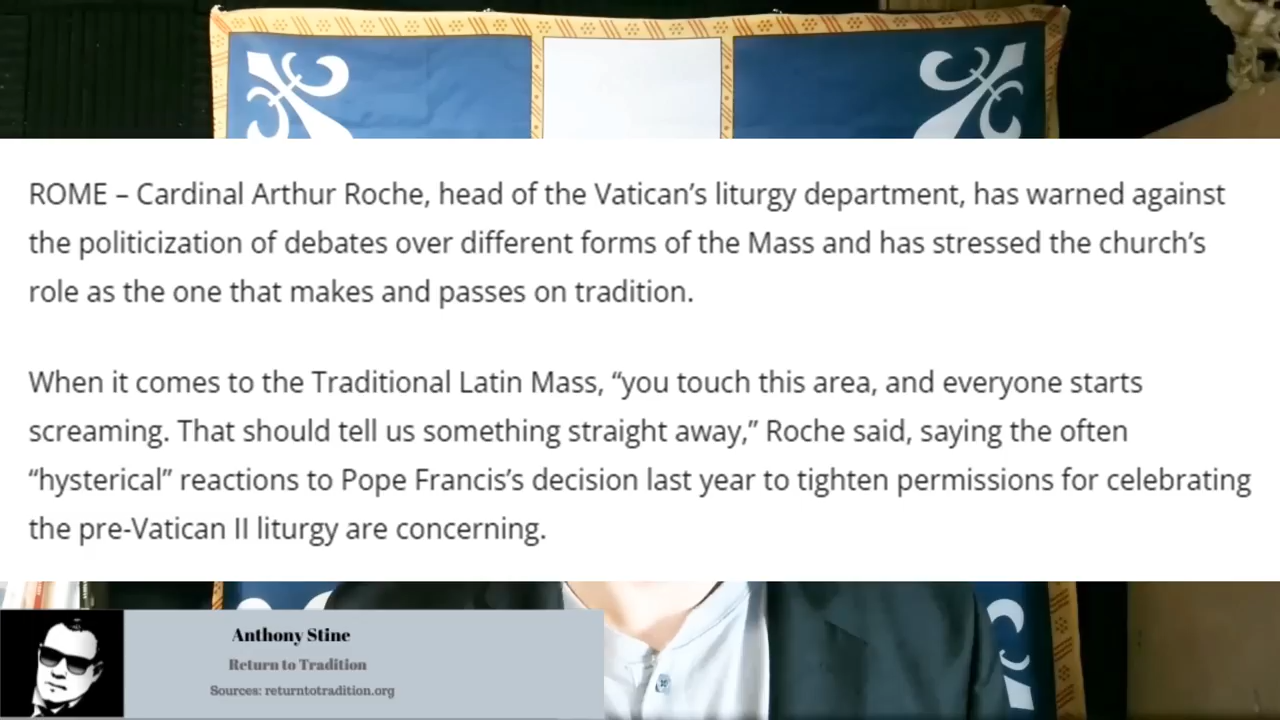 ROME – Cardinal Arthur Roche, head of the Vatican’s liturgy department, has warned against
the politicization of debates over different forms of the Mass and has stressed the church’s
role as the one that makes and passes on tradition.
When it comes to the Traditional Latin Mass, “you touch this area, and everyone starts
screaming. That should tell us something straight away,” Roche said, saying the often
“hysterical” reactions to Pope Francis’s decision last year to tighten permissions for celebrating
the pre-Vatican II liturgy are concerning.
Anthony Stine
Return to Tradition
Sources: returntotradition.org